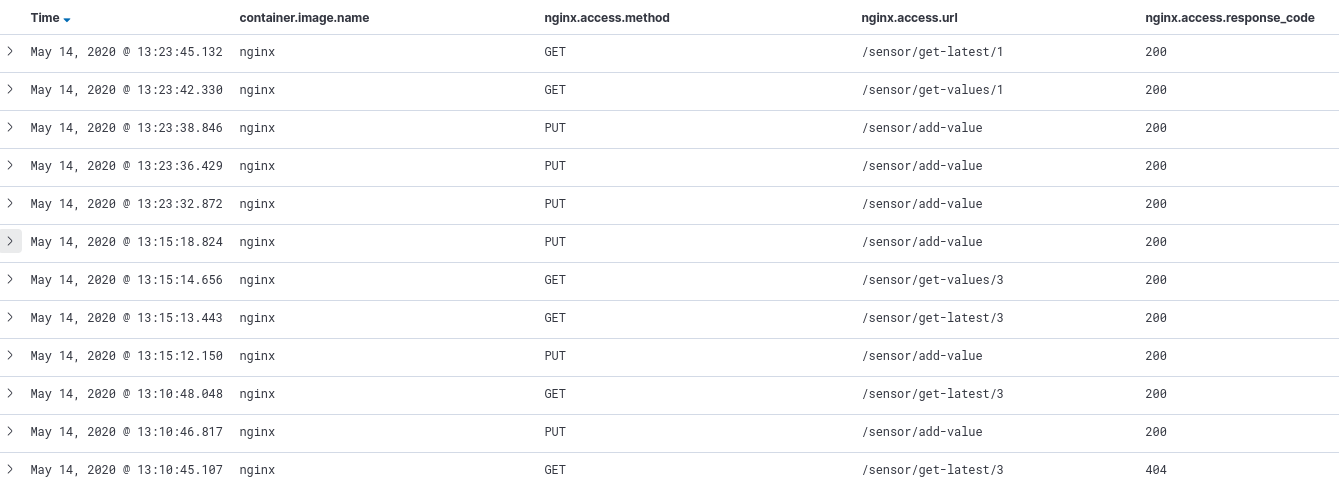 Time container.image.name nginx.access.method nginx.access.url nginx.access.response_code
May 14, 2020 @ 13:23:45.132 nginx GET /sensor/get-latest/1 200
May 14, 2020 @ 13:23:42.330 nginx GET /sensor/get-values/1 200
May 14, 2020 @ 13:23:38.846 nginx PUT /sensor/add-value 200
May 14, 2020 @ 13:23:36.429 nginx PUT /sensor/add-value 200
May 14, 2020 @ 13:23:32.872 nginx PUT /sensor/add-value 200
May 14, 2020 @ 13:15:18.824 nginx PUT /sensor/add-value 200
May 14, 2020 @ 13:15:14.656 nginx GET /sensor/get-values/3 200
May 14, 2020 @ 13:15:13.443 nginx GET /sensor/get-latest/3 200
May 14, 2020 @ 13:15:12.150 nginx PUT /sensor/add-value 200
May 14, 2020 @ 13:10:48.048 nginx GET /sensor/get-latest/3 200
May 14, 2020 @ 13:10:46.817 nginx PUT /sensor/add-value 200
May 14, 2020 @ 13:10:45.107 nginx GET /sensor/get-latest/3 404